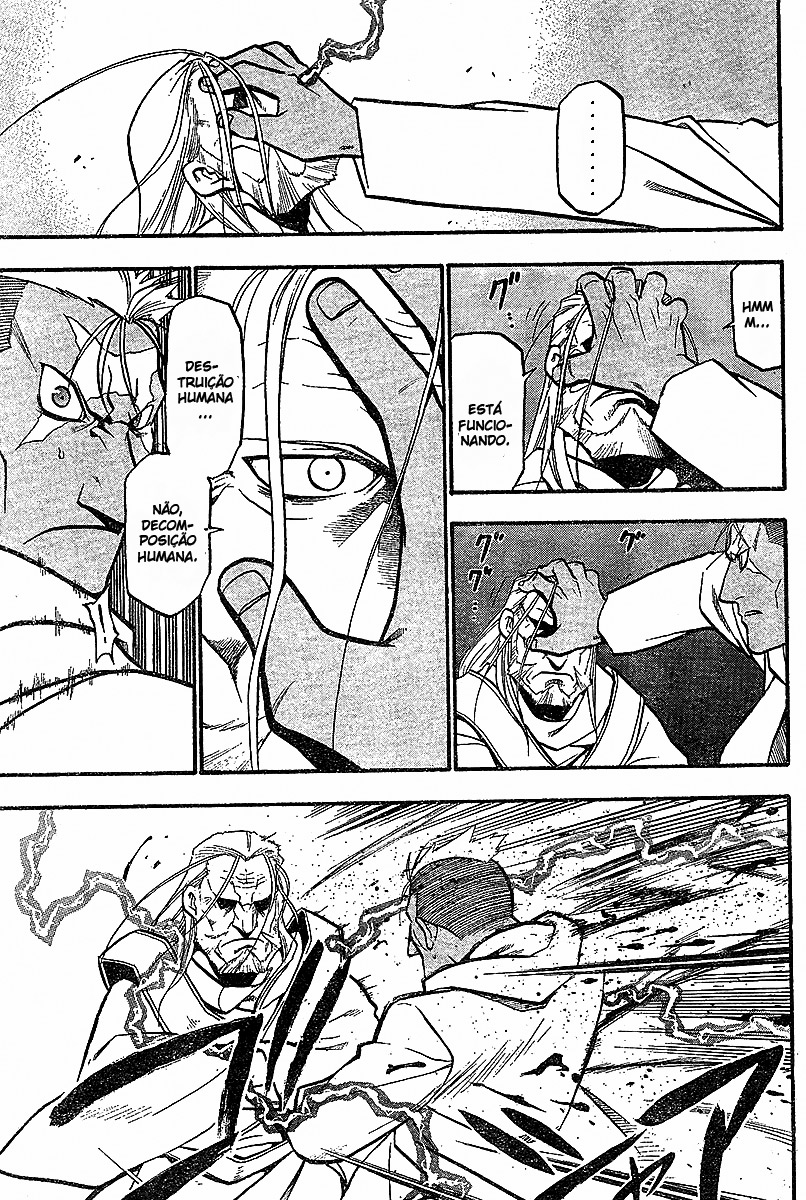 ......
HMM
M...
ESTÁ
FUNCIO-
NANDO.
グ
グ
グ
グ
DES-
TRUIÇÃO
HUMANA
...
NÃO,
DECOM-
POSIÇÃO
HUMANA.